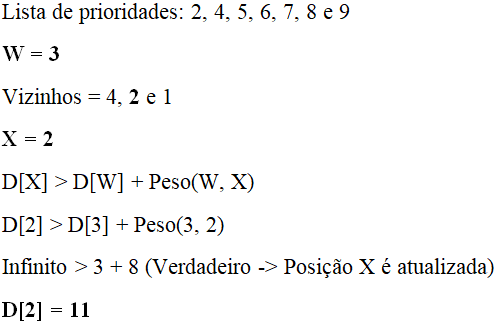 Lista de prioridades: 2, 4, 5, 6, 7, 8 e 9
W = 3
Vizinhos = 4, 2 e 1
X = 2
D[X] > D[W] + Peso(W, X)
D[2] > D[3] + Peso(3, 2)
Infinito > 3 + 8 (Verdadeiro -> Posição X é atualizada)
D[2] = 11